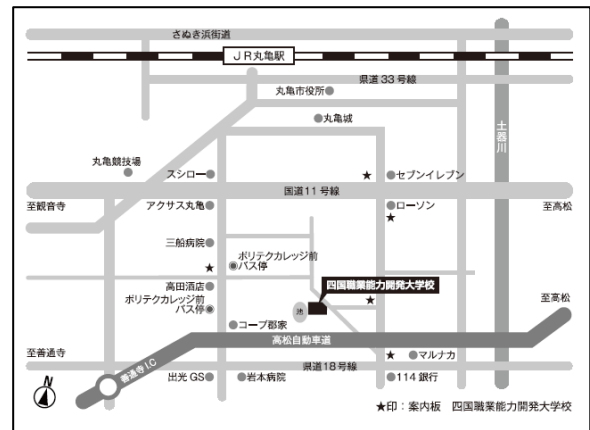 さぬき浜街道
JR丸亀駅
県道33号線
丸亀市役所
丸亀城
土器川
丸亀競技場
スシロー
★
セブンイレブン
国道11号線
至観音寺
アクサス丸亀
ローソン
★
至高松
三船病院
ポリテクカレッジ前
バス停
★
高田酒店
四国職業能力開発大学校
ポリテクカレッジ前
バス停
池
★
至高松
コープ郡家
高松自動車道
至善通寺
★
マルナカ
県道18号線
N
善通寺I.C
出光GS
岩本病院
114銀行
★印：案内板 四国職業能力開発大学校